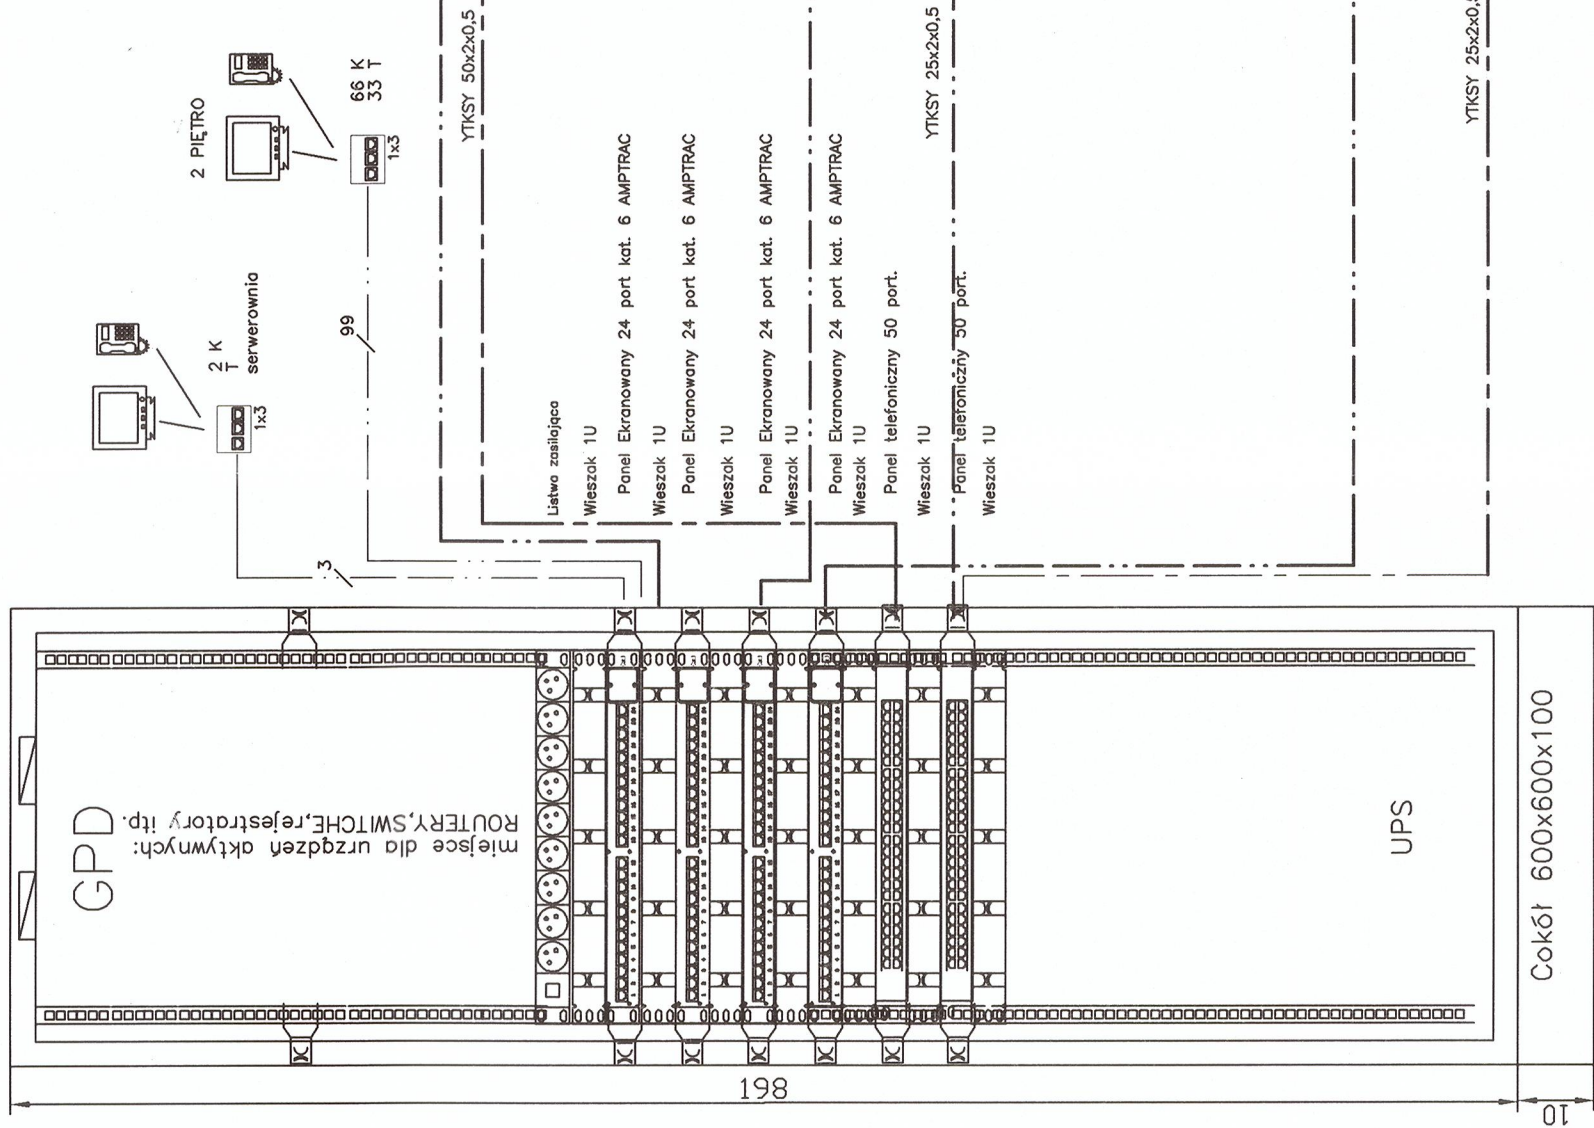 2 PIĘTRO
66 K
33 T
1x3
2 K
T
serwerownia
1x3
99
3
YTKSY 50x2x0,5
YTKSY 25x2x0,5
YTKSY 25x2x0,5
Listwa zasilająca
Wieszak 1U
Panel Ekranowany 24 port kat. 6 AMPTRAC
Wieszak 1U
Panel Ekranowany 24 port kat. 6 AMPTRAC
Wieszak 1U
Panel Ekranowany 24 port kat. 6 AMPTRAC
Wieszak 1U
Panel Ekranowany 24 port kat. 6 AMPTRAC
Wieszak 1U
Panel telefoniczny 50 port.
Wieszak 1U
Panel telefoniczny 50 port.
Wieszak 1U
GPD
miejsce dla urządzeń aktywnych:
ROUTERY,SWITCHE,rejestratory itp.
UPS
Cokół 600x600x100
198
10